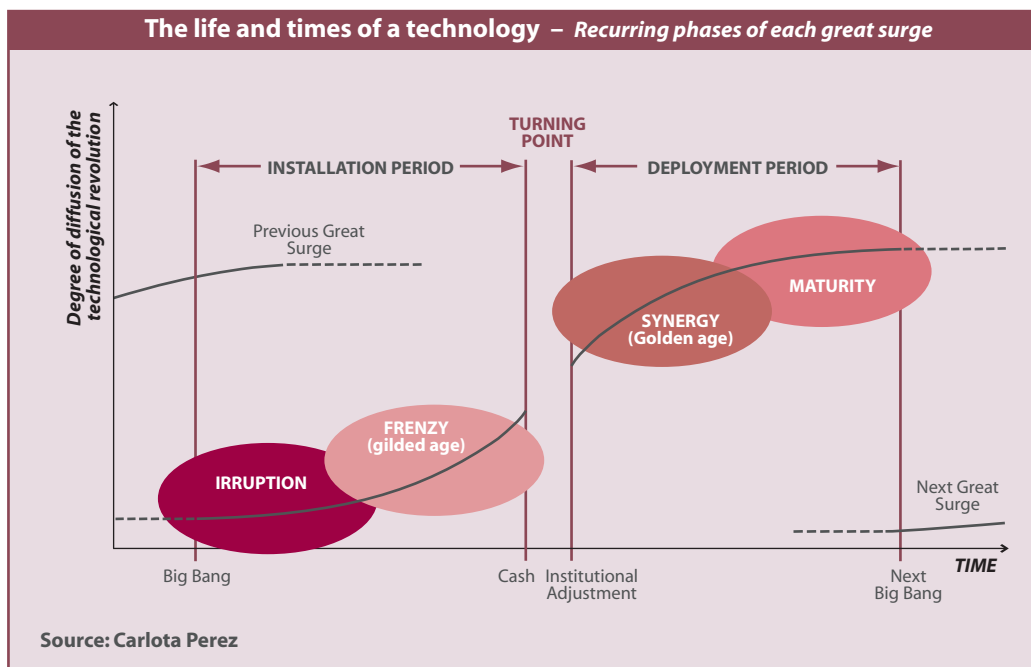 The life and times of a technology – Recurring phases of each great surge
Degree of diffusion of the
technological revolution
TURNING
POINT
INSTALLATION PERIOD
DEPLOYMENT PERIOD
Previous Great
Surge
MATURITY
SYNERGY
(Golden age)
FRENZY
(gilded age)
IRRUPTION
Next Great
Surge
TIME
Big Bang
Cash
Institutional
Adjustment
Next
Big Bang
Source: Carlota Perez